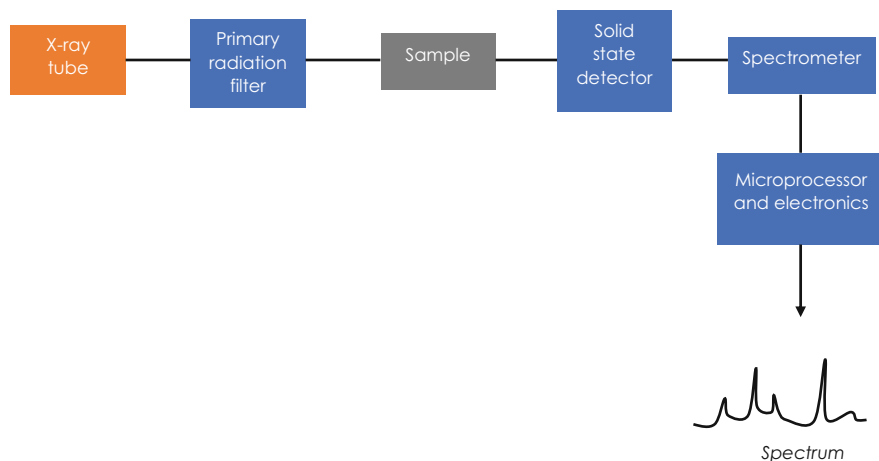 X-ray
tube
Primary
radiation
filter
Sample
Solid
state
detector
Spectrometer
Microprocessor
and electronics
Spectrum